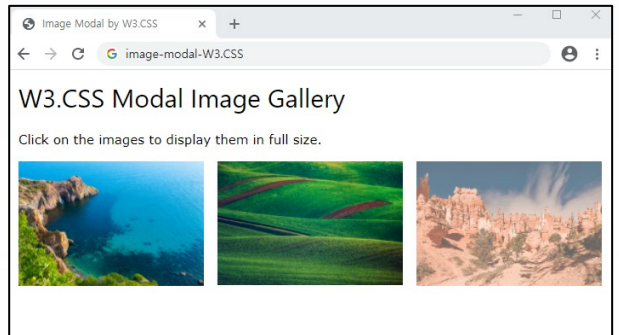 Image Modal by W3.CSS
image-modal-W3.CSS
W3.CSS Modal Image Gallery
Click on the images to display them in full size.